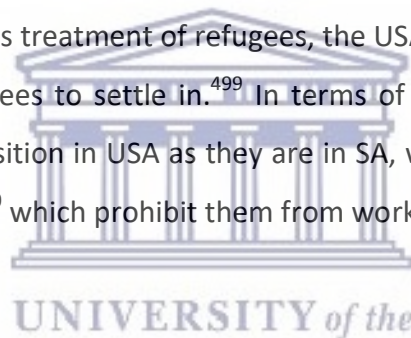 s treatment of refugees, the USA
ees to settle in.499 In terms of
sition in USA as they are in SA, w
which prohibit them from work
UNIVERSITY of the